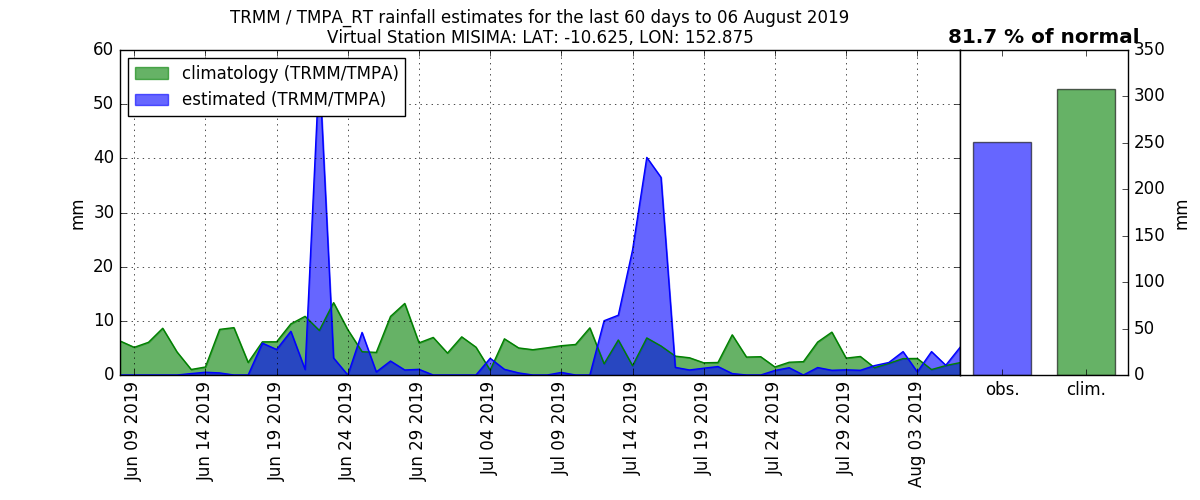 TRMM / TMPA_RT rainfall estimates for the last 60 days to 06 August 2019
Virtual Station MISIMA: LAT: -10.625, LON: 152.875
81.7 % of normal
climatology (TRMM/TMPA)
estimated (TRMM/TMPA)
mm
60
50
40
30
20
10
0
350
300
250
200
150
100
50
0
mm
Jun 09 2019
Jun 14 2019
Jun 19 2019
Jun 24 2019
Jun 29 2019
Jul 04 2019
Jul 09 2019
Jul 14 2019
Jul 19 2019
Jul 24 2019
Jul 29 2019
Aug 03 2019
obs.
clim.